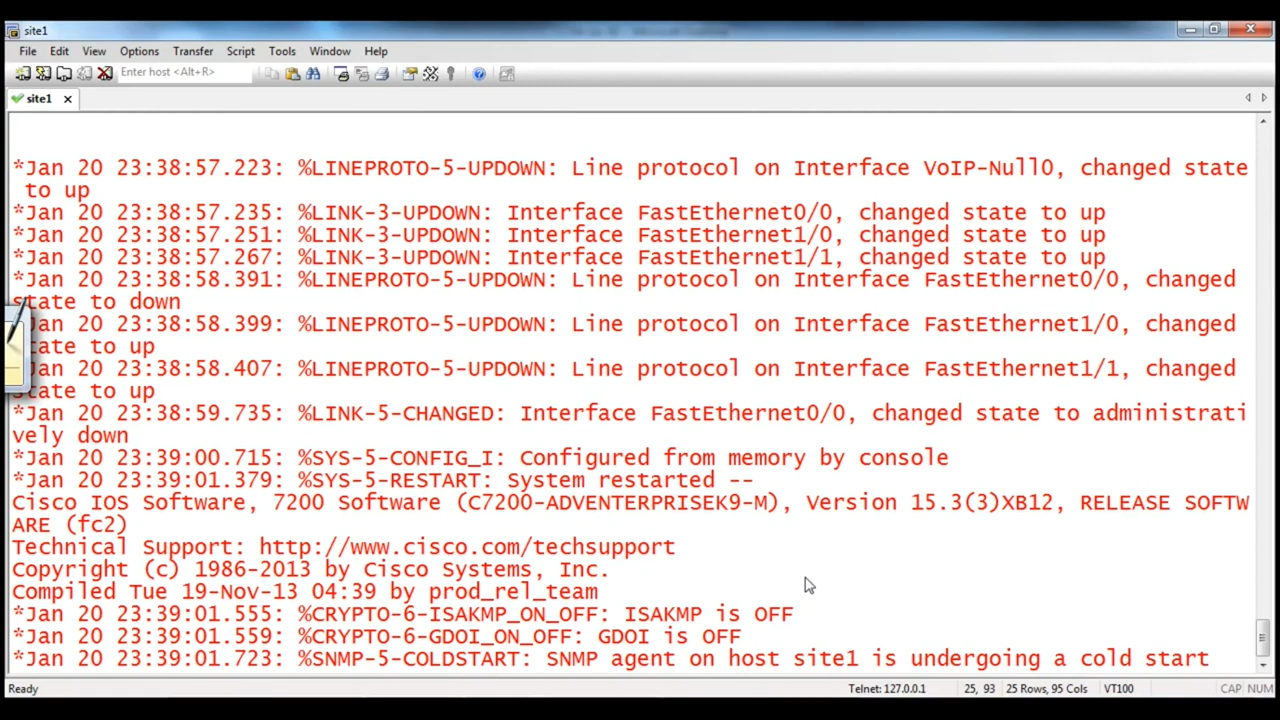 site1
File Edit View Options Transfer Script Tools Window Help
Enter host <Alt+R>
site1
*Jan 20 23:38:57.223: %LINEPROTO-5-UPDOWN: Line protocol on Interface VoIP-Null0, changed state
to up
*Jan 20 23:38:57.235: %LINK-3-UPDOWN: Interface FastEthernet0/0, changed state to up
*Jan 20 23:38:57.251: %LINK-3-UPDOWN: Interface FastEthernet1/0, changed state to up
*Jan 20 23:38:57.267: %LINK-3-UPDOWN: Interface FastEthernet1/1, changed state to up
*Jan 20 23:38:58.391: %LINEPROTO-5-UPDOWN: Line protocol on Interface FastEthernet0/0, changed
state to down
Jan 20 23:38:58.399: %LINEPROTO-5-UPDOWN: Line protocol on Interface FastEthernet1/0, changed
tate to up
Jan 20 23:38:58.407: %LINEPROTO-5-UPDOWN: Line protocol on Interface FastEthernet1/1, changed
state to up
*Jan 20 23:38:59.735: %LINK-5-CHANGED: Interface FastEthernet0/0, changed state to administrati
vely down
*Jan 20 23:39:00.715: %SYS-5-CONFIG_I: Configured from memory by console
*Jan 20 23:39:01.379: %SYS-5-RESTART: System restarted --
Cisco IOS Software, 7200 Software (C7200-ADVENTERPRISEK9-M), Version 15.3(3)XB12, RELEASE SOFTW
ARE (fc2)
Technical Support: http://www.cisco.com/techsupport
Copyright (c) 1986-2013 by Cisco Systems, Inc.
Compiled Tue 19-Nov-13 04:39 by prod_rel_team
*Jan 20 23:39:01.555: %CRYPTO-6-ISAKMP_ON_OFF: ISAKMP is OFF
*Jan 20 23:39:01.559: %CRYPTO-6-GDOI_ON_OFF: GDOI is OFF
*Jan 20 23:39:01.723: %SNMP-5-COLDSTART: SNMP agent on host site1 is undergoing a cold start
Ready Telnet: 127.0.0.1 25, 93 25 Rows, 95 Cols VT100 CAP NUM